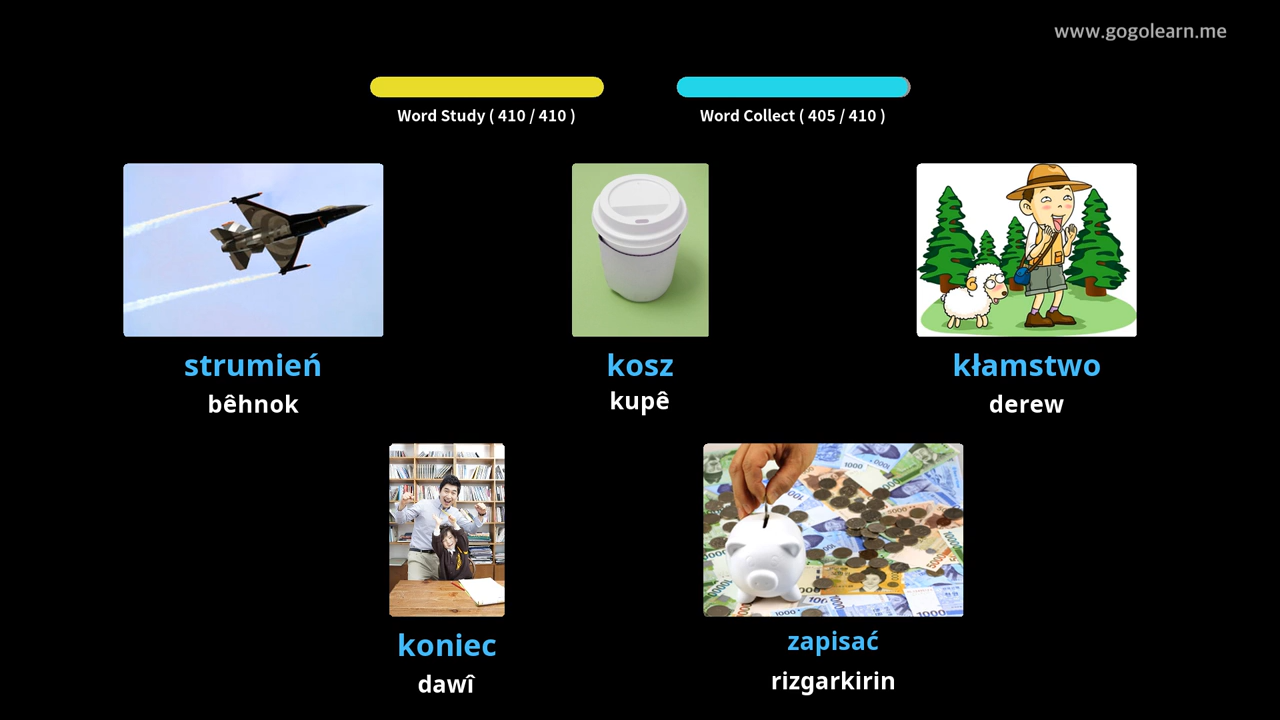 www.gogolearn.me
Word Study ( 410 / 410 )
Word Collect ( 405 / 410 )
strumień
bêhnok
kosz
kupê
kłamstwo
derew
koniec
dawî
zapisać
rizgarkirin